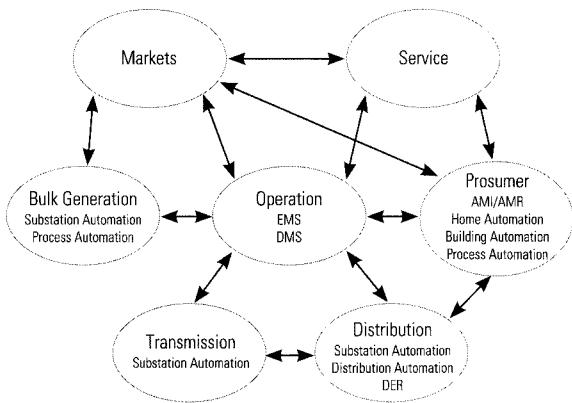 Markets
Service
Bulk Generation
Substation Automation
Process Automation
Operation
EMS
DMS
Prosumer
AMI/AMR
Home Automation
Building Automation
Process Automation
Transmission
Substation Automation
Distribution
Substation Automation
Distribution Automation
DER